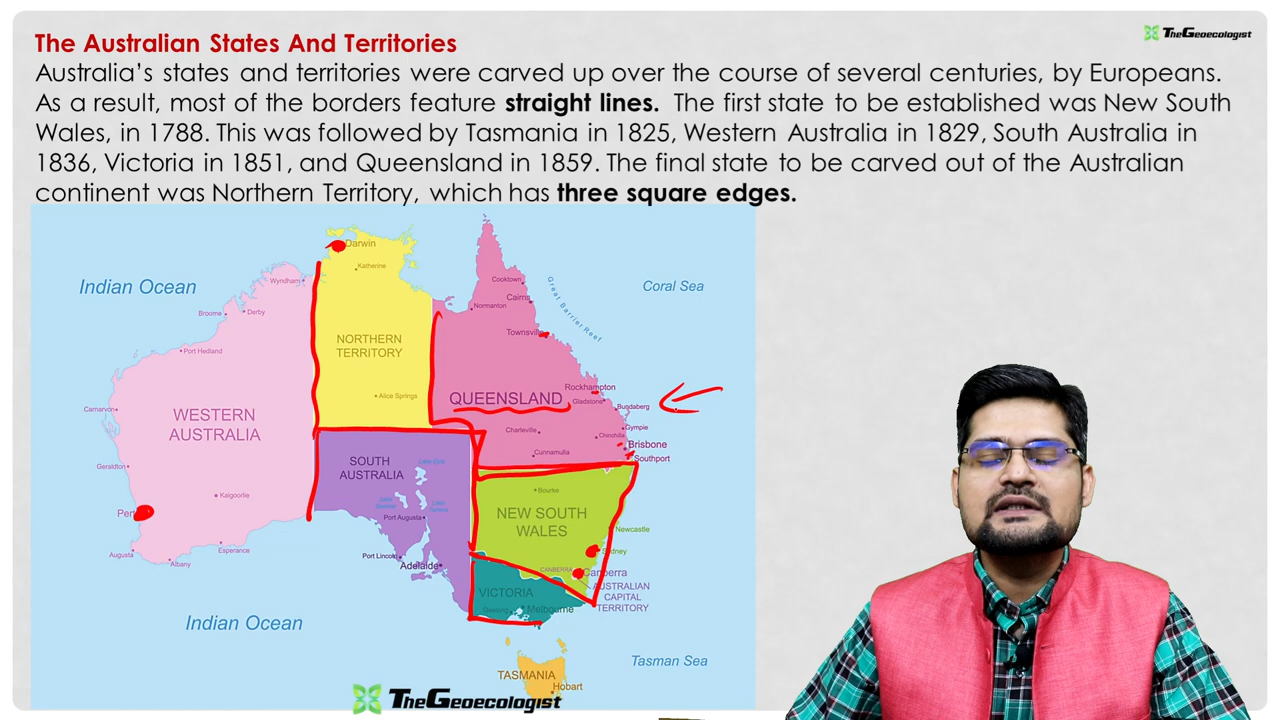 The Australian States And Territories
TheGeoecologist
Australia's states and territories were carved up over the course of several centuries, by Europeans.
As a result, most of the borders feature straight lines. The first state to be established was New South
Wales, in 1788. This was followed by Tasmania in 1825, Western Australia in 1829, South Australia in
1836, Victoria in 1851, and Queensland in 1859. The final state to be carved out of the Australian
continent was Northern Territory, which has three square edges.
Darwin
Katherine
Wyndham
Indian Ocean
Cooktown
Coral Sea
Cairns
Normanton
Great Barrier Reef
Broome
Derby
Townsville
NORTHERN
TERRITORY
Port Hedland
Rockhampton
Alice Springs
QUEENSLAND
Gladstone
Bundaberg
Carnarvon
WESTERN
AUSTRALIA
Charleville
Gympie
Chinchilla
Brisbone
Cunnamulla
Southport
SOUTH
AUSTRALIA
Geraldton
Kalgoorlie
Bourke
Perth
NEW SOUTH
WALES
Port Augusta
Newcastle
Esperance
Augusta
Albany
Port Lincoln
Adelaide
Sydney
CANBERRA
Canberra
AUSTRALIAN
CAPITAL
TERRITORY
VICTORIA
Geelong
Melbourne
Indian Ocean
Tasman Sea
TASMANIA
Hobart
TheGeoecologist